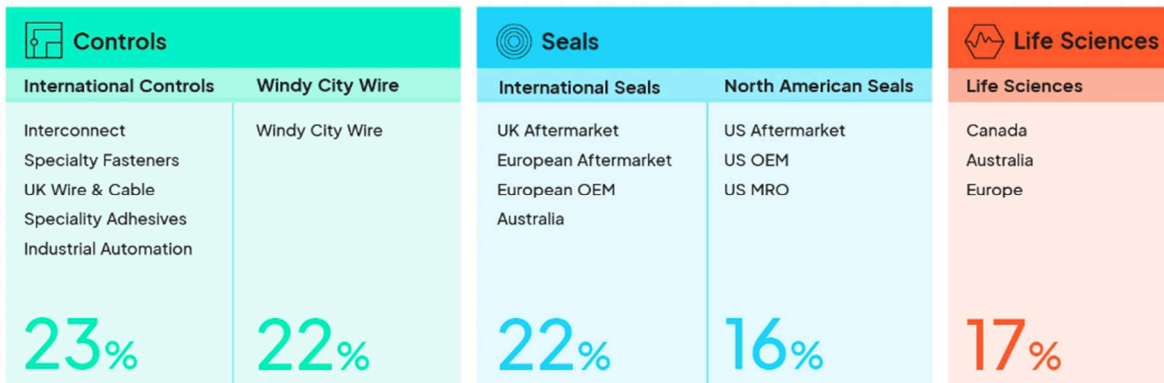 Controls
International Controls
Interconnect
Specialty Fasteners
UK Wire & Cable
Speciality Adhesives
Industrial Automation
23%
Windy City Wire
Windy City Wire
22%
Seals
International Seals
UK Aftermarket
European Aftermarket
European OEM
Australia
22%
North American Seals
US Aftermarket
US OEM
US MRO
16%
Life Sciences
Life Sciences
Canada
Australia
Europe
17%